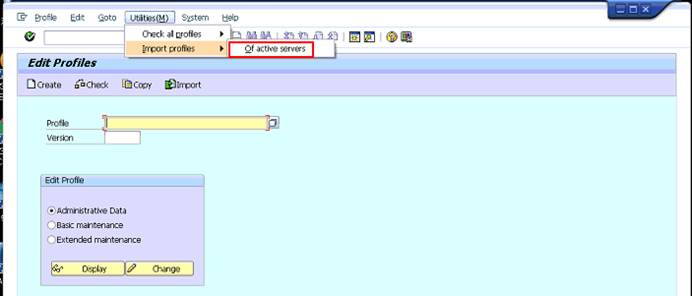 Profile Edit Goto Utilities(M) System Help
Check all profiles
Import profiles Of active servers
Edit Profiles
Create Check Copy Import
Profile
Version
Edit Profile
Administrative Data
Basic maintenance
Extended maintenance
Display Change